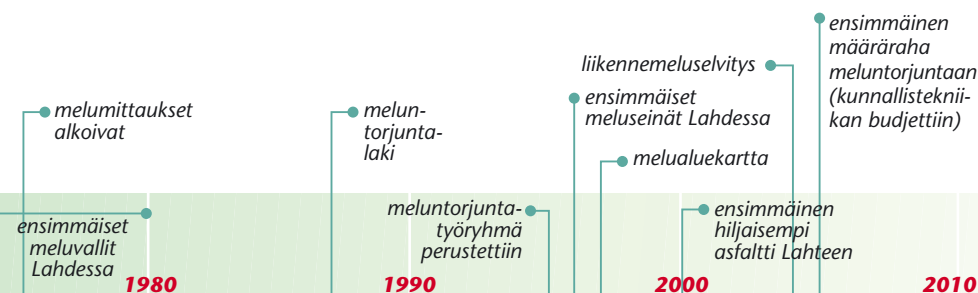 melumittaukset
alkoivat
ensimmäiset
meluvallit
Lahdessa
1980
melun-
torjunta-
laki
1990
meluntorjunta-
työryhmä
perustettiin
ensimmäiset
meluseinät Lahdessa
melualuekartta
2000
ensimmäinen
hiljaisempi
asfaltti Lahteen
liikennemeluselvitys
ensimmäinen
määräraha
meluntorjuntaan
(kunnallistekni-
kan budjettiin)
2010